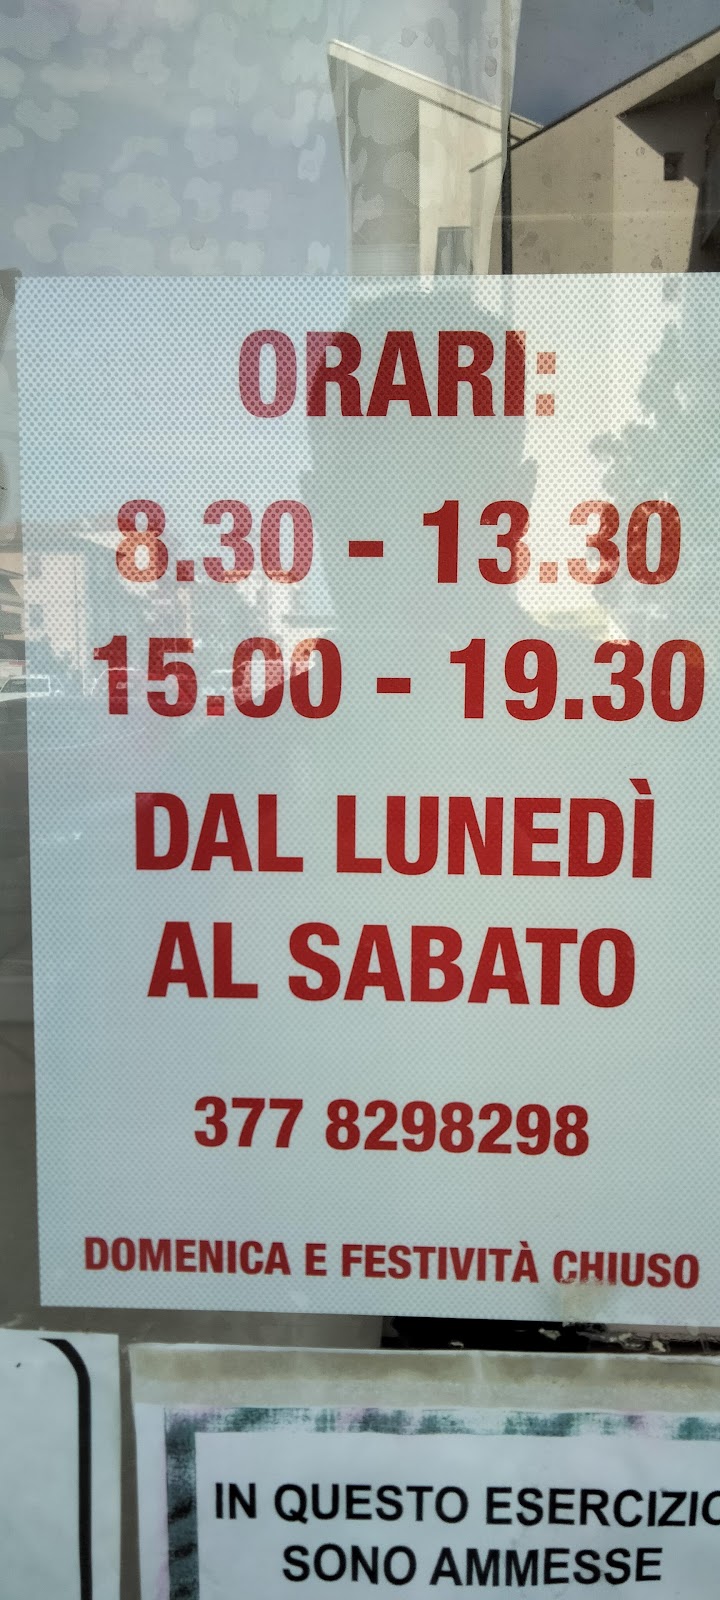 ORARI:
8.30 - 13.30
15.00 - 19.30
DAL LUNEDÌ
AL SABATO
377 8298298
DOMENICA E FESTIVITÀ CHIUSO
IN QUESTO ESERCIZIO
SONO AMMESSE